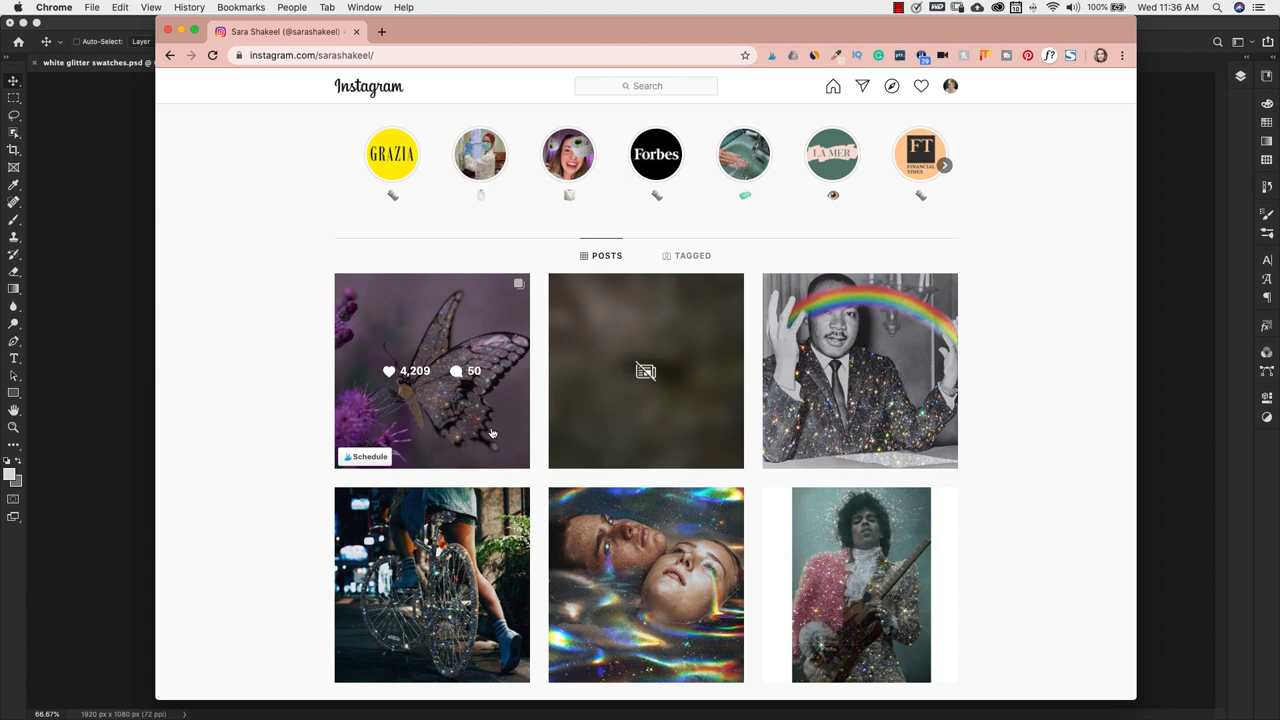 Chrome File Edit View History Bookmarks People Tab Window Help
100% Wed 11:36 AM
Auto-Select: Layer
white glitter swatches.psd @
Sara Shakeel (@sarashakeel)
instagram.com/sarashakeel/
Instagram
Search
GRAZIA
Forbes
LA MER
FT
FINANCIAL
TIMES
POSTS
TAGGED
4,209
50
Schedule
66.67% 1920 px x 1080 px (72 ppi)